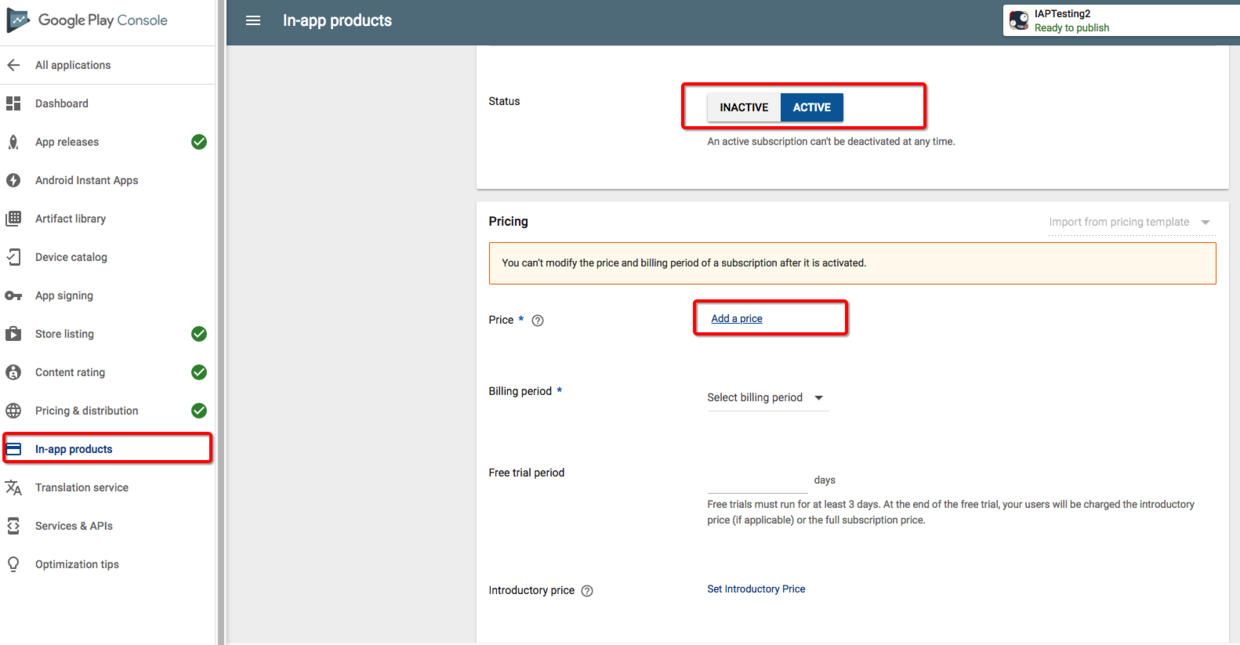 Google Play Console
In-app products
IAPTesting2
Ready to publish
All applications
Dashboard
App releases
Android Instant Apps
Artifact library
Device catalog
App signing
Store listing
Content rating
Pricing & distribution
In-app products
Translation service
Services & APIs
Optimization tips
Status
INACTIVE ACTIVE
An active subscription can't be deactivated at any time.
Pricing
Import from pricing template
You can't modify the price and billing period of a subscription after it is activated.
Price *
Add a price
Billing period *
Select billing period
Free trial period
days
Free trials must run for at least 3 days. At the end of the free trial, your users will be charged the introductory
price (if applicable) or the full subscription price.
Introductory price
Set Introductory Price